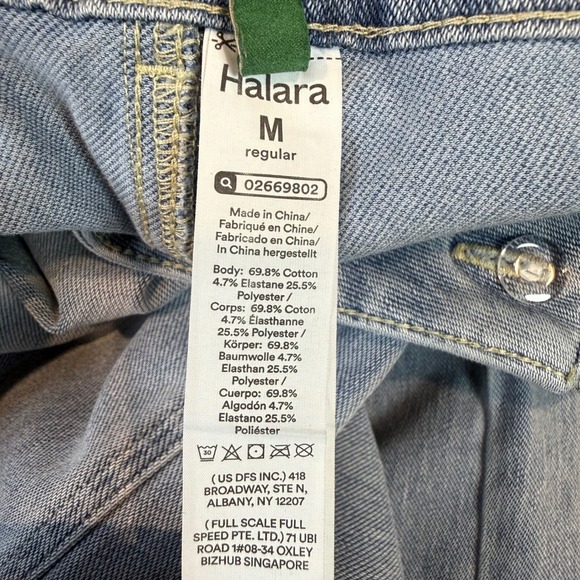 Halara
M
regular
02669802
Made in China/
Fabriqué en Chine/
Fabricado en China/
In China hergestellt
Body: 69.8% Cotton
4.7% Elastane 25.5%
Polyester /
Corps: 69.8% Coton
4.7% Élasthanne
25.5% Polyester /
Körper: 69.8%
Baumwolle 4.7%
Elasthan 25.5%
Polyester /
Cuerpo: 69.8%
Algodón 4.7%
Elastano 25.5%
Poliéster
30
( US DFS INC.) 418
BROADWAY, STE N,
ALBANY, NY 12207
( FULL SCALE FULL
SPEED PTE. LTD.) 71 UBI
ROAD 1#08-34 OXLEY
BIZHUB SINGAPORE